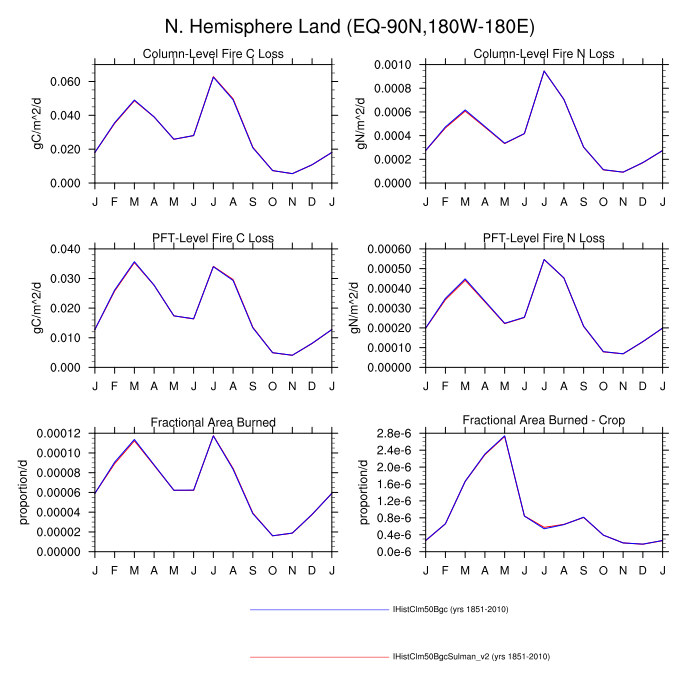 N. Hemisphere Land (EQ-90N,180W-180E)
Column-Level Fire C Loss
gC/m^2/d
0.060
0.040
0.020
0.000
J F M A M J J A S O N D J
Column-Level Fire N Loss
gN/m^2/d
0.0010
0.0008
0.0006
0.0004
0.0002
0.0000
J F M A M J J A S O N D J
PFT-Level Fire C Loss
gC/m^2/d
0.040
0.030
0.020
0.010
0.000
J F M A M J J A S O N D J
PFT-Level Fire N Loss
gN/m^2/d
0.00060
0.00050
0.00040
0.00030
0.00020
0.00010
0.00000
J F M A M J J A S O N D J
Fractional Area Burned
proportion/d
0.00012
0.00010
0.00008
0.00006
0.00004
0.00002
0.00000
J F M A M J J A S O N D J
Fractional Area Burned - Crop
proportion/d
2.8e-6
2.4e-6
2.0e-6
1.6e-6
1.2e-6
0.8e-6
0.4e-6
0.0e-6
J F M A M J J A S O N D J
IHistClm50Bgc (yrs 1851-2010)
IHistClm50BgcSulman_v2 (yrs 1851-2010)